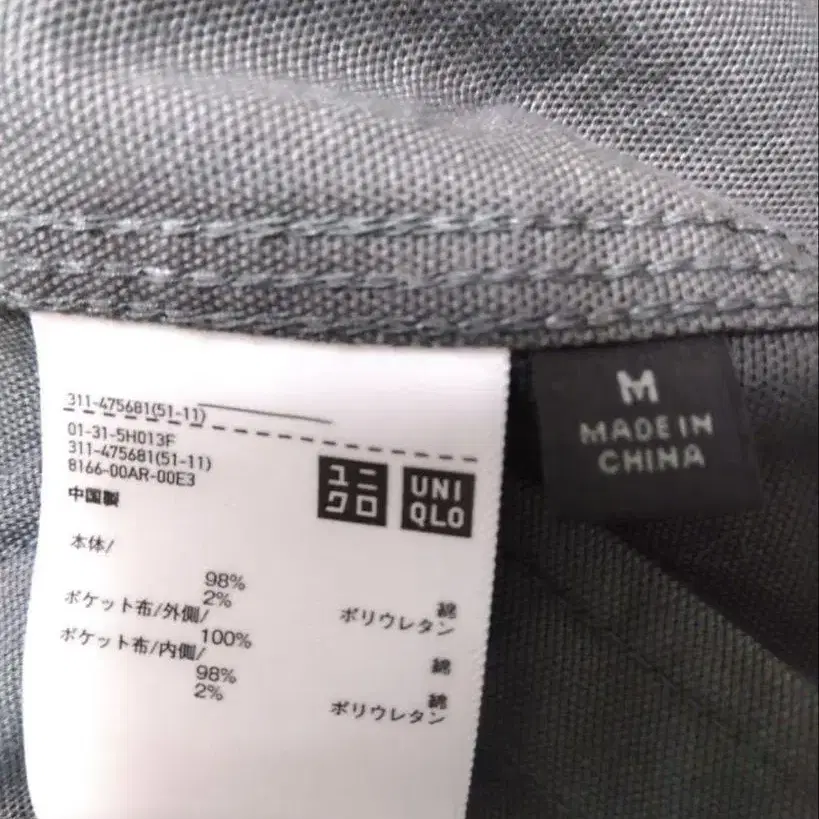 311-475681(51-11)
01-31-5H013F
311-475681(51-11)
8166-00AR-00E3
中国製
ユニ
クロ
UNI
QLO
本体/
98% 綿
2% ポリウレタン
ポケット布/外側/
100% 綿
ポケット布/内側/
98% 綿
2% ポリウレタン
M
MADE IN
CHINA